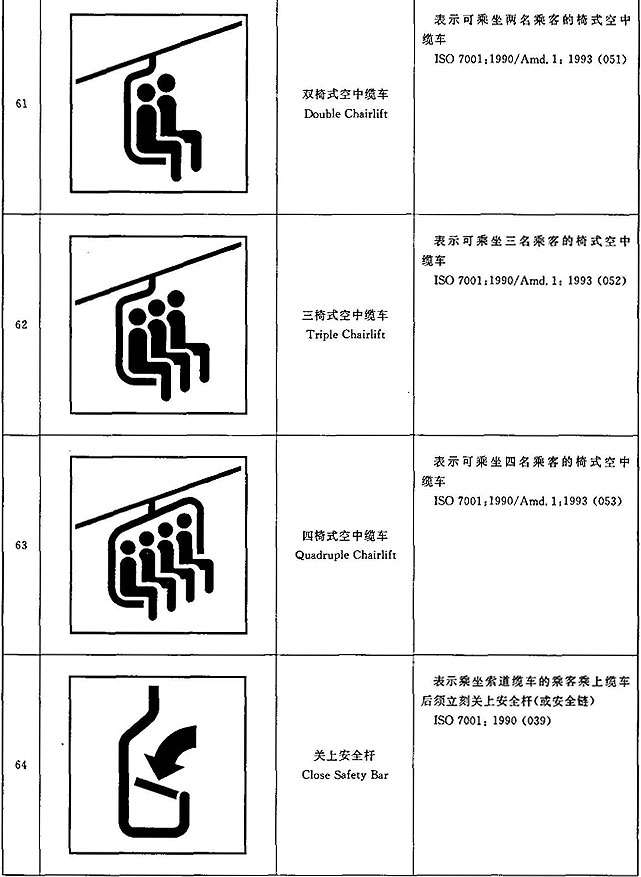 61
双椅式空中缆车
Double Chairlift
表示可乘坐两名乘客的椅式空中
缆车
ISO 7001:1990/Amd. 1: 1993 (051)
62
三椅式空中缆车
Triple Chairlift
表示可乘坐三名乘客的椅式空中
缆车
ISO 7001:1990/Amd. 1: 1993 (052)
63
四椅式空中缆车
Quadruple Chairlift
表示可乘坐四名乘客的椅式空中
缆车
ISO 7001:1990/Amd. 1:1993 (053)
64
关上安全杆
Close Safety Bar
表示乘坐索道缆车的乘客乘上缆车
后须立刻关上安全杆(或安全链)
ISO 7001: 1990 (039)